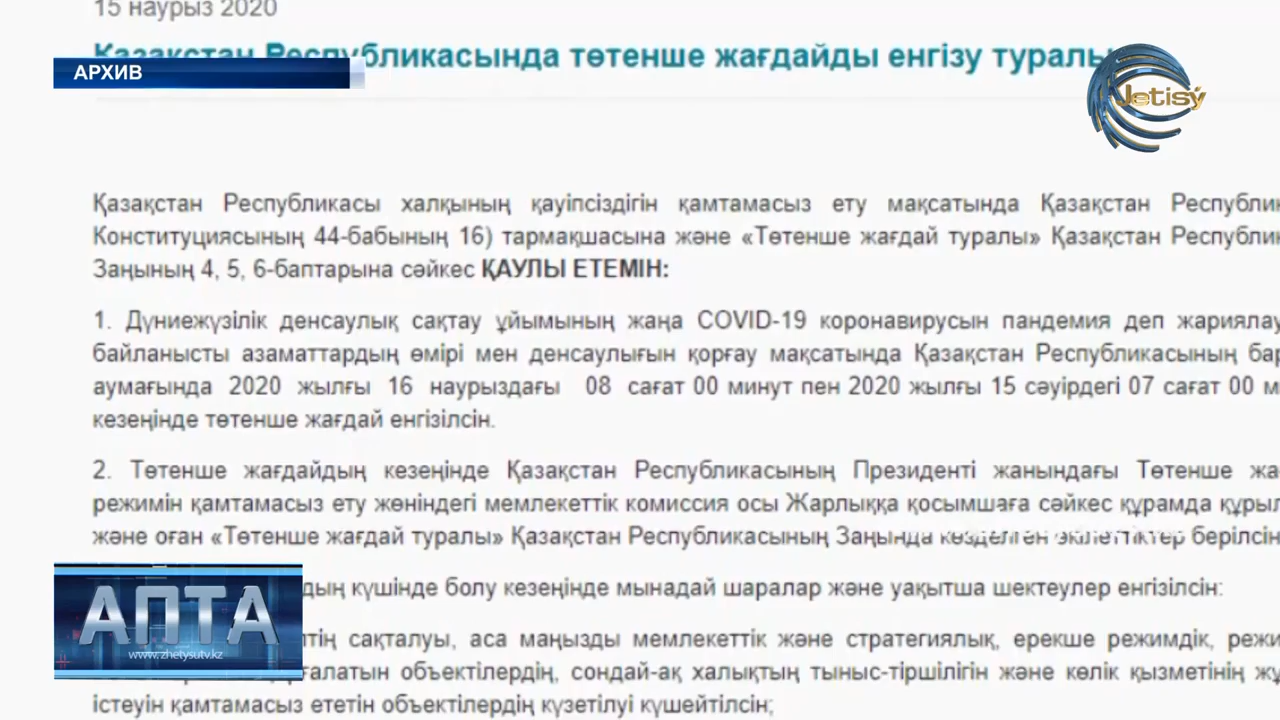 15 наурыз 2020
Қазақстан Республикасында төтенше жағдайды енгізу туралы
АРХИВ
Jetisý
Қазақстан Республикасы халқының қауіпсіздігін қамтамасыз ету мақсатында Қазақстан Республик
Конституциясының 44-бабының 16) тармақшасына және «Төтенше жағдай туралы» Қазақстан Республик
Заңының 4, 5, 6-баптарына сәйкес ҚАУЛЫ ЕТЕМІН:
1. Дүниежүзілік денсаулық сақтау ұйымының жаңа COVID-19 коронавирусын пандемия деп жариялау
байланысты азаматтардың өмірі мен денсаулығын қорғау мақсатында Қазақстан Республикасының бар
аумағында 2020 жылғы 16 наурыздағы 08 сағат 00 минут пен 2020 жылғы 15 сәуірдегі 07 сағат 00 м
кезеңінде төтенше жағдай енгізілсін.
2. Төтенше жағдайдың кезеңінде Қазақстан Республикасының Президенті жанындағы Төтенше жа
режимін қамтамасыз ету жөніндегі мемлекеттік комиссия осы Жарлыққа қосымшаға сәйкес құрамда құрыл
және оған «Төтенше жағдай туралы» Қазақстан Республикасының Заңында көзделген өкілеттіктер берілсін
дың күшінде болу кезеңінде мынадай шаралар және уақытша шектеулер енгізілсін:
птің сақталуы, аса маңызды мемлекеттік және стратегиялық, ерекше режимдік, режи
ғалатын объектілердің, сондай-ақ халықтың тыныс-тіршілігін және көлік қызметінің жұ
істеуін қамтамасыз ететін объектілердің күзетілуі күшейтілсін;
АПТА
www.zhetysutv.kz